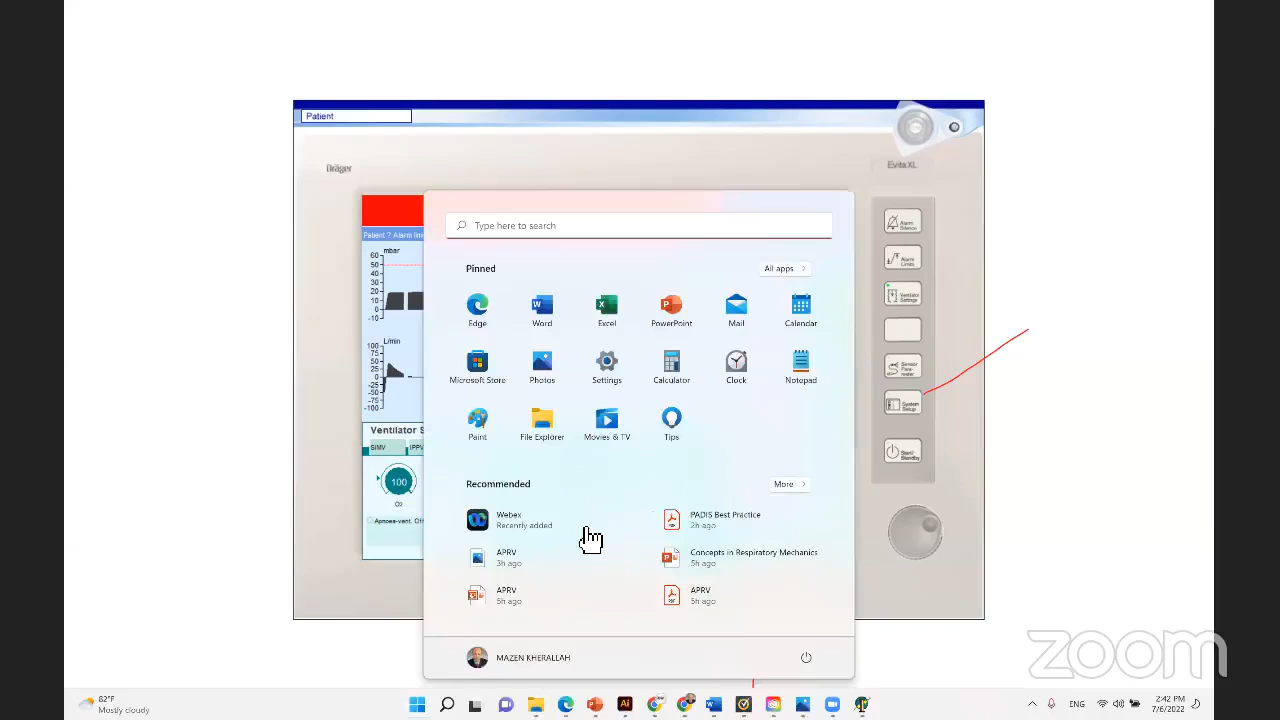 Patient
Dräger
Evita XL
Patient ? Alarm limi
mbar
60
50
40
30
20
10
0
-10
L/min
100
75
50
25
0
-25
-50
-75
-100
Ventilator S
SIMV
IPPV
100
O2
Apnoea-vent. Off
Alarm Silence
Alarm Limits
Ventilator Settings
Sensor Para-meter
System Setup
Start/Standby
Type here to search
Pinned
All apps
Edge
Word
Excel
PowerPoint
Mail
Calendar
Microsoft Store
Photos
Settings
Calculator
Clock
Notepad
Paint
File Explorer
Movies & TV
Tips
Recommended
More
Webex
Recently added
PADIS Best Practice
2h ago
APRV
3h ago
Concepts in Respiratory Mechanics
5h ago
APRV
5h ago
APRV
5h ago
MAZEN KHERALLAH
zoom
82°F
Mostly cloudy
2:42 PM
7/6/2022